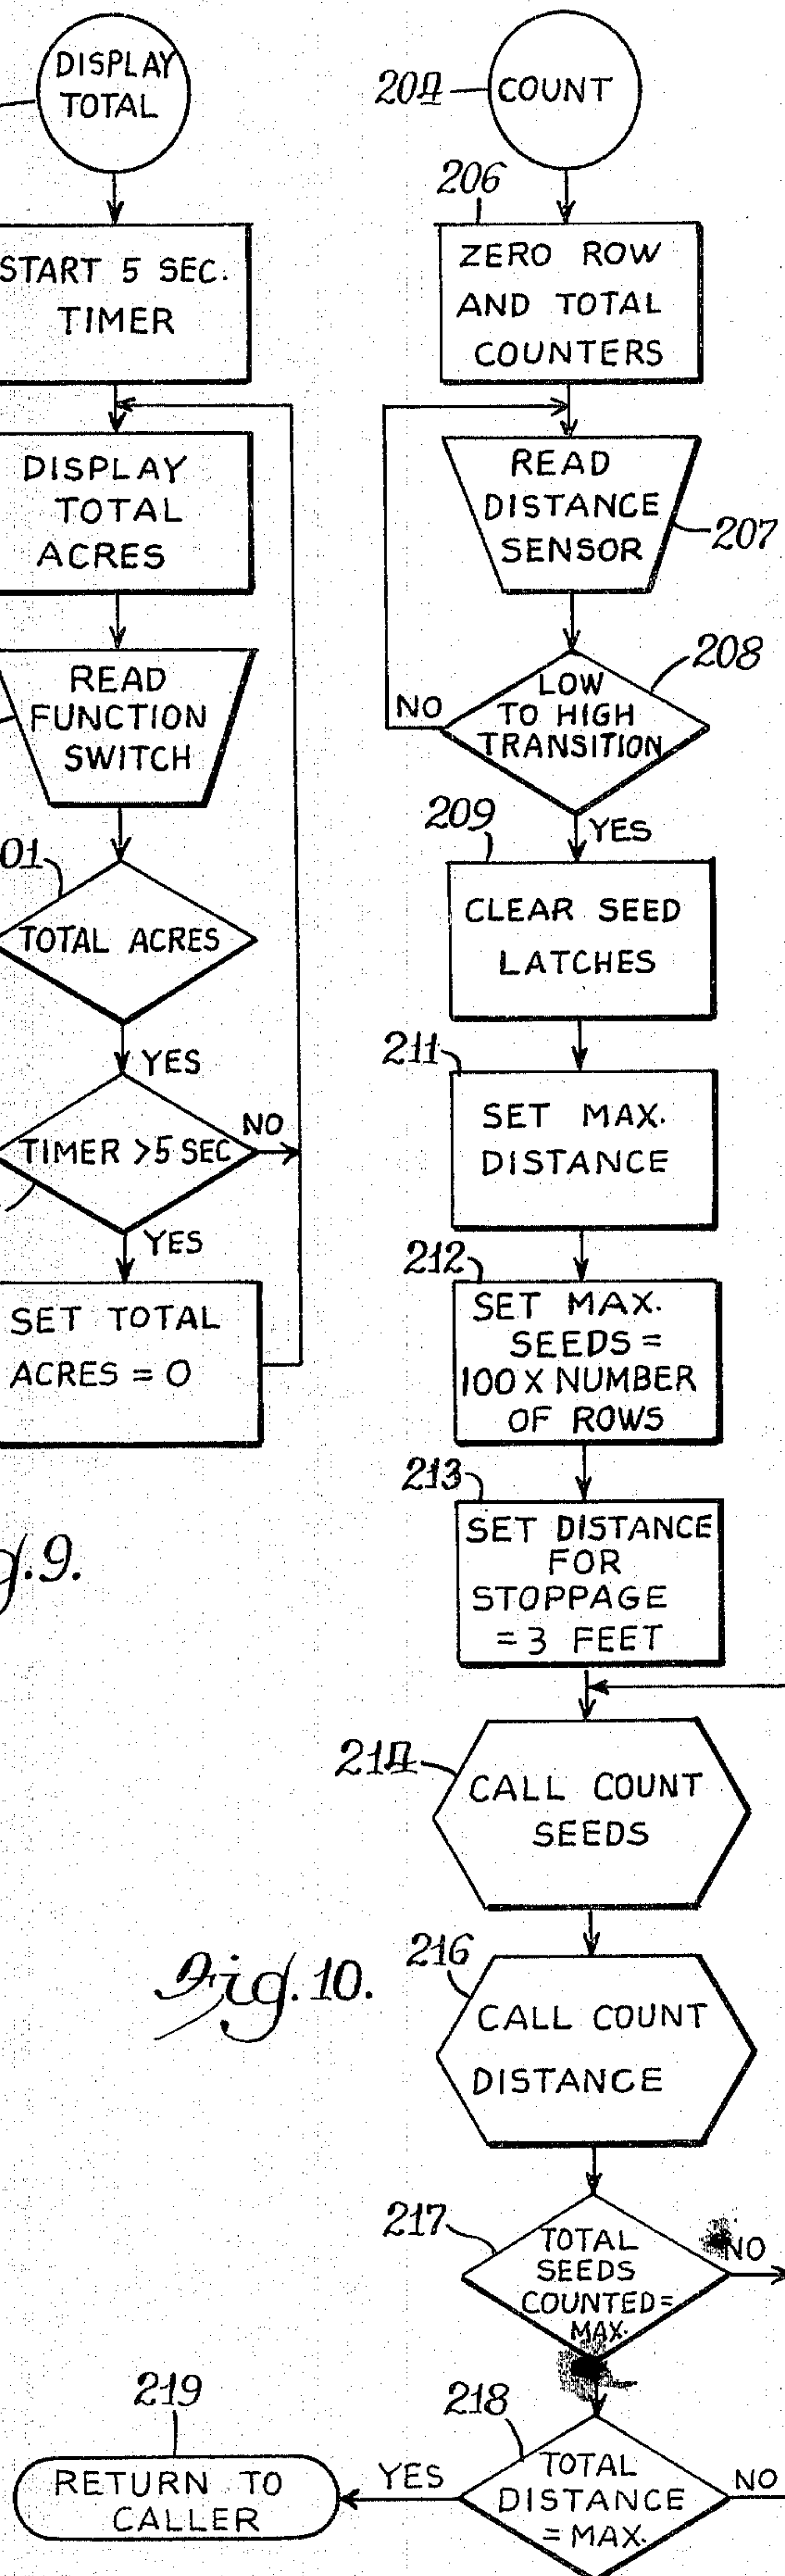 DISPLAY
TOTAL
START 5 SEC.
TIMER
DISPLAY
TOTAL
ACRES
READ
FUNCTION
SWITCH
01
TOTAL ACRES
YES
TIMER >5 SEC
NO
YES
SET TOTAL
ACRES = 0
g.9.
204
COUNT
206
ZERO ROW
AND TOTAL
COUNTERS
READ
DISTANCE
SENSOR
207
208
LOW
TO HIGH
TRANSITION
NO
YES
209
CLEAR SEED
LATCHES
211
SET MAX.
DISTANCE
212
SET MAX.
SEEDS =
100 X NUMBER
OF ROWS
213
SET DISTANCE
FOR
STOPPAGE
= 3 FEET
214
CALL COUNT
SEEDS
Fig. 10.
216
CALL COUNT
DISTANCE
217
TOTAL
SEEDS
COUNTED =
MAX.
NO
218
TOTAL
DISTANCE
= MAX.
NO
YES
219
RETURN TO
CALLER